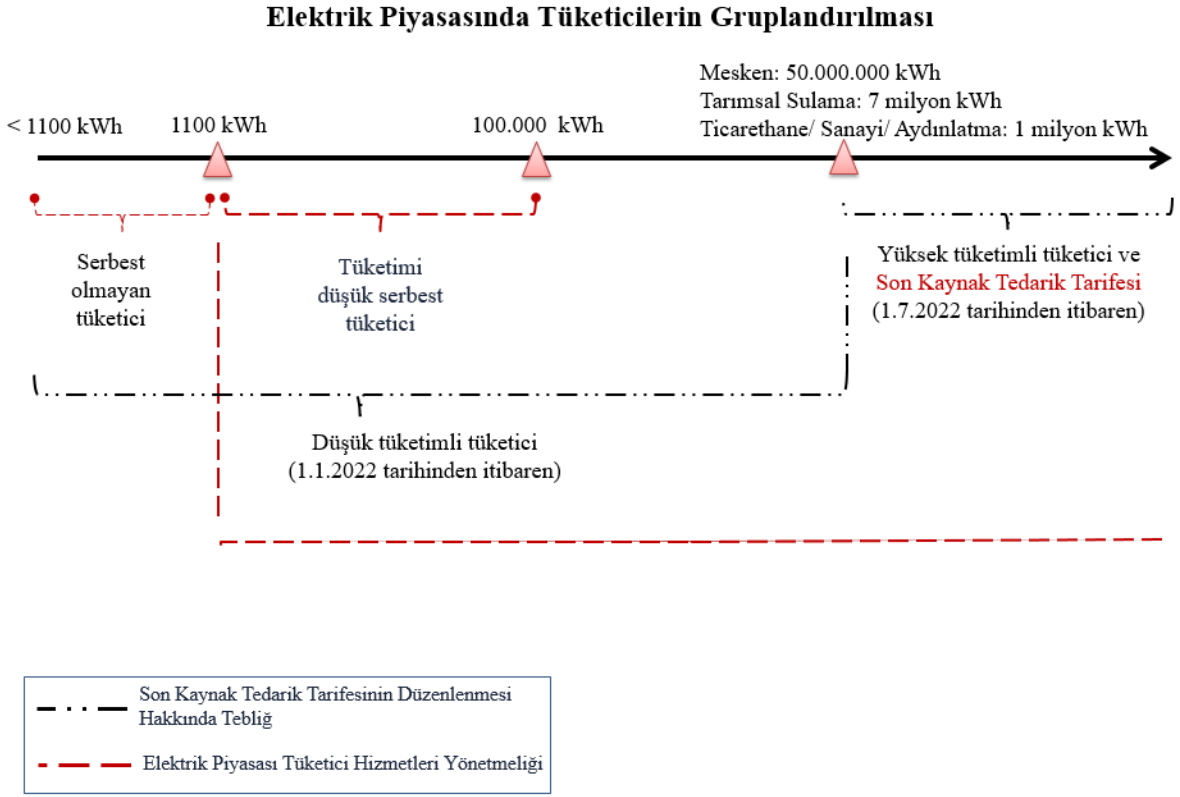 Elektrik Piyasasında Tüketicilerin Gruplandırılması
Mesken: 50.000.000 kWh
Tarımsal Sulama: 7 milyon kWh
Ticarethane/ Sanayi/ Aydınlatma: 1 milyon kWh
< 1100 kWh
1100 kWh
100.000 kWh
Serbest
olmayan
tüketici
Tüketimi
düşük serbest
tüketici
Yüksek tüketimli tüketici ve
Son Kaynak Tedarik Tarifesi
(1.7.2022 tarihinden itibaren)
Düşük tüketimli tüketici
(1.1.2022 tarihinden itibaren)
Son Kaynak Tedarik Tarifesinin Düzenlenmesi
Hakkında Tebliğ
Elektrik Piyasası Tüketici Hizmetleri Yönetmeliği